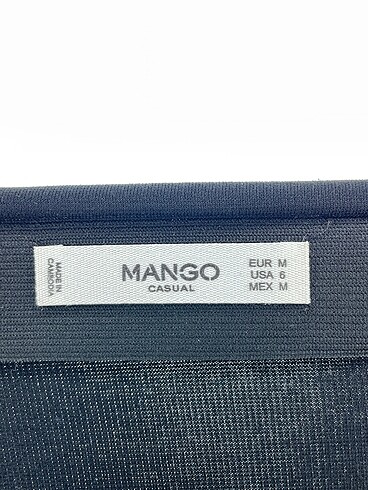 MADE IN
CAMBODIA
MANGO
CASUAL
EUR M
USA 6
MEX M